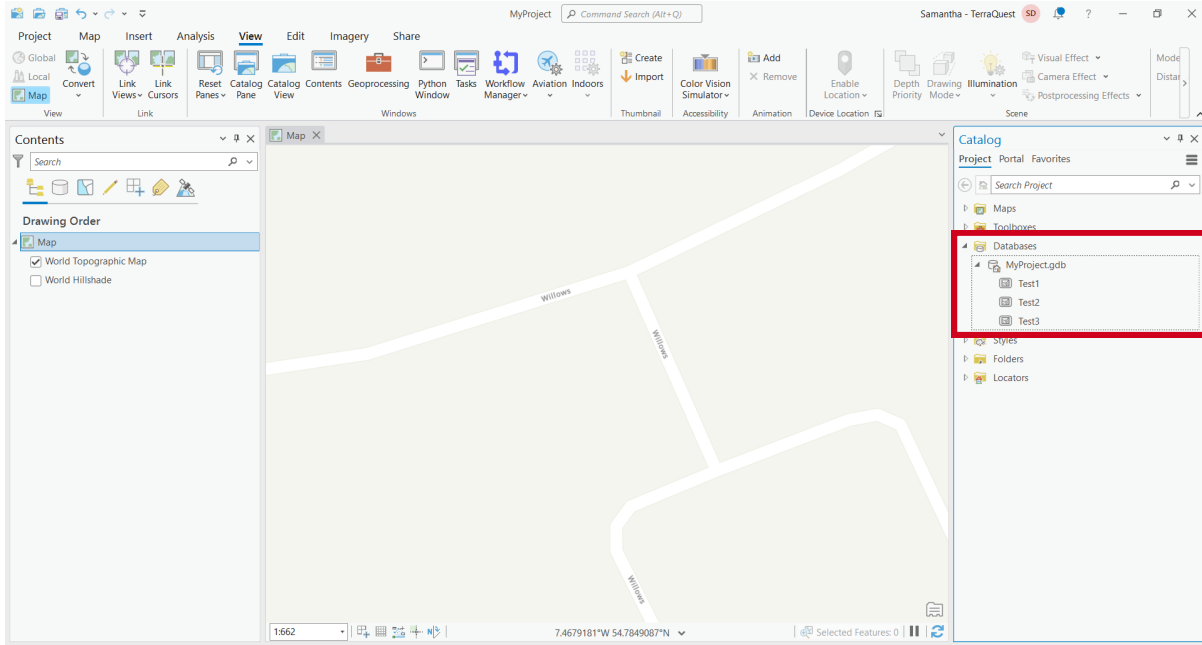 MyProject
Command Search (Alt+Q)
Samantha - TerraQuest
SD
?
Project Map Insert Analysis View Edit Imagery Share
Global
Local
Map
Convert
View
Link Views
Link Cursors
Link
Reset Panes
Catalog Pane
Catalog View
Contents
Geoprocessing
Python Window
Tasks
Workflow Manager
Aviation
Indoors
Windows
Create
Import
Thumbnail
Color Vision Simulator
Accessibility
Add
Remove
Animation
Enable Location
Device Location
Depth Priority
Drawing Mode
Illumination
Visual Effect
Camera Effect
Postprocessing Effects
Scene
Mode
Distan
Contents
Search
Drawing Order
Map
World Topographic Map
World Hillshade
Map
Willows
Willows
Willows
1:662
7.4679181°W 54.7849087°N
Selected Features: 0
Catalog
Project Portal Favorites
Search Project
Maps
Toolboxes
Databases
MyProject.gdb
Test1
Test2
Test3
Styles
Folders
Locators